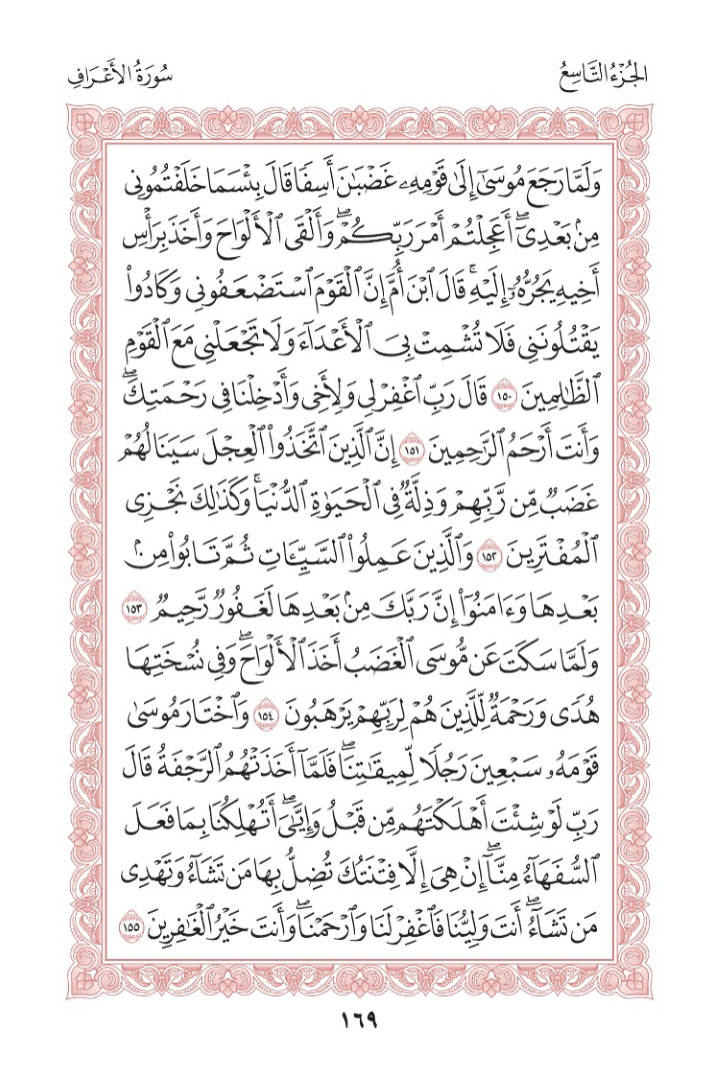 الجُزْءُ التَّاسِعُ
سُورَةُ الأَعْرَافِ
وَلَمَّا رَجَعَ مُوسَىٰٓ إِلَىٰ قَوْمِهِۦ غَضْبَٰنَ أَسِفًا قَالَ بِئْسَمَا خَلَفْتُمُونِي
مِنۢ بَعْدِيٓۖ أَعَجِلْتُمْ أَمْرَ رَبِّكُمْۖ وَأَلْقَى ٱلْأَلْوَاحَ وَأَخَذَ بِرَأْسِ
أَخِيهِ يَجُرُّهُۥٓ إِلَيْهِۚ قَالَ ٱبْنَ أُمَّ إِنَّ ٱلْقَوْمَ ٱسْتَضْعَفُونِي وَكَادُوا۟
يَقْتُلُونَنِي فَلَا تُشْمِتْ بِيَ ٱلْأَعْدَآءَ وَلَا تَجْعَلْنِي مَعَ ٱلْقَوْمِ
ٱلظَّٰلِمِينَ ١٥٠ قَالَ رَبِّ ٱغْفِرْ لِي وَلِأَخِي وَأَدْخِلْنَا فِي رَحْمَتِكَۖ
وَأَنتَ أَرْحَمُ ٱلرَّٰحِمِينَ ١٥١ إِنَّ ٱلَّذِينَ ٱتَّخَذُوا۟ ٱلْعِجْلَ سَيَنَالُهُمْ
غَضَبٌ مِّن رَّبِّهِمْ وَذِلَّةٌ فِي ٱلْحَيَوٰةِ ٱلدُّنْيَاۚ وَكَذَٰلِكَ نَجْزِي
ٱلْمُفْتَرِينَ ١٥٢ وَٱلَّذِينَ عَمِلُوا۟ ٱلسَّيِّـَٔاتِ ثُمَّ تَابُوا۟ مِنۢ
بَعْدِهَا وَءَامَنُوٓا۟ إِنَّ رَبَّكَ مِنۢ بَعْدِهَا لَغَفُورٌ رَّحِيمٌ ١٥٣
وَلَمَّا سَكَتَ عَن مُّوسَى ٱلْغَضَبُ أَخَذَ ٱلْأَلْوَاحَۖ وَفِي نُسْخَتِهَا
هُدًى وَرَحْمَةٌ لِّلَّذِينَ هُمْ لِرَبِّهِمْ يَرْهَبُونَ ١٥٤ وَٱخْتَارَ مُوسَىٰ
قَوْمَهُۥ سَبْعِينَ رَجُلًا لِّمِيقَٰتِنَاۖ فَلَمَّآ أَخَذَتْهُمُ ٱلرَّجْفَةُ قَالَ
رَبِّ لَوْ شِئْتَ أَهْلَكْتَهُم مِّن قَبْلُ وَإِيَّٰيَۖ أَتُهْلِكُنَا بِمَا فَعَلَ
ٱلسُّفَهَآءُ مِنَّآۖ إِنْ هِيَ إِلَّا فِتْنَتُكَ تُضِلُّ بِهَا مَن تَشَآءُ وَتَهْدِي
مَن تَشَآءُۖ أَنتَ وَلِيُّنَا فَٱغْفِرْ لَنَا وَٱرْحَمْنَاۖ وَأَنتَ خَيْرُ ٱلْغَٰفِرِينَ ١٥٥
١٦٩